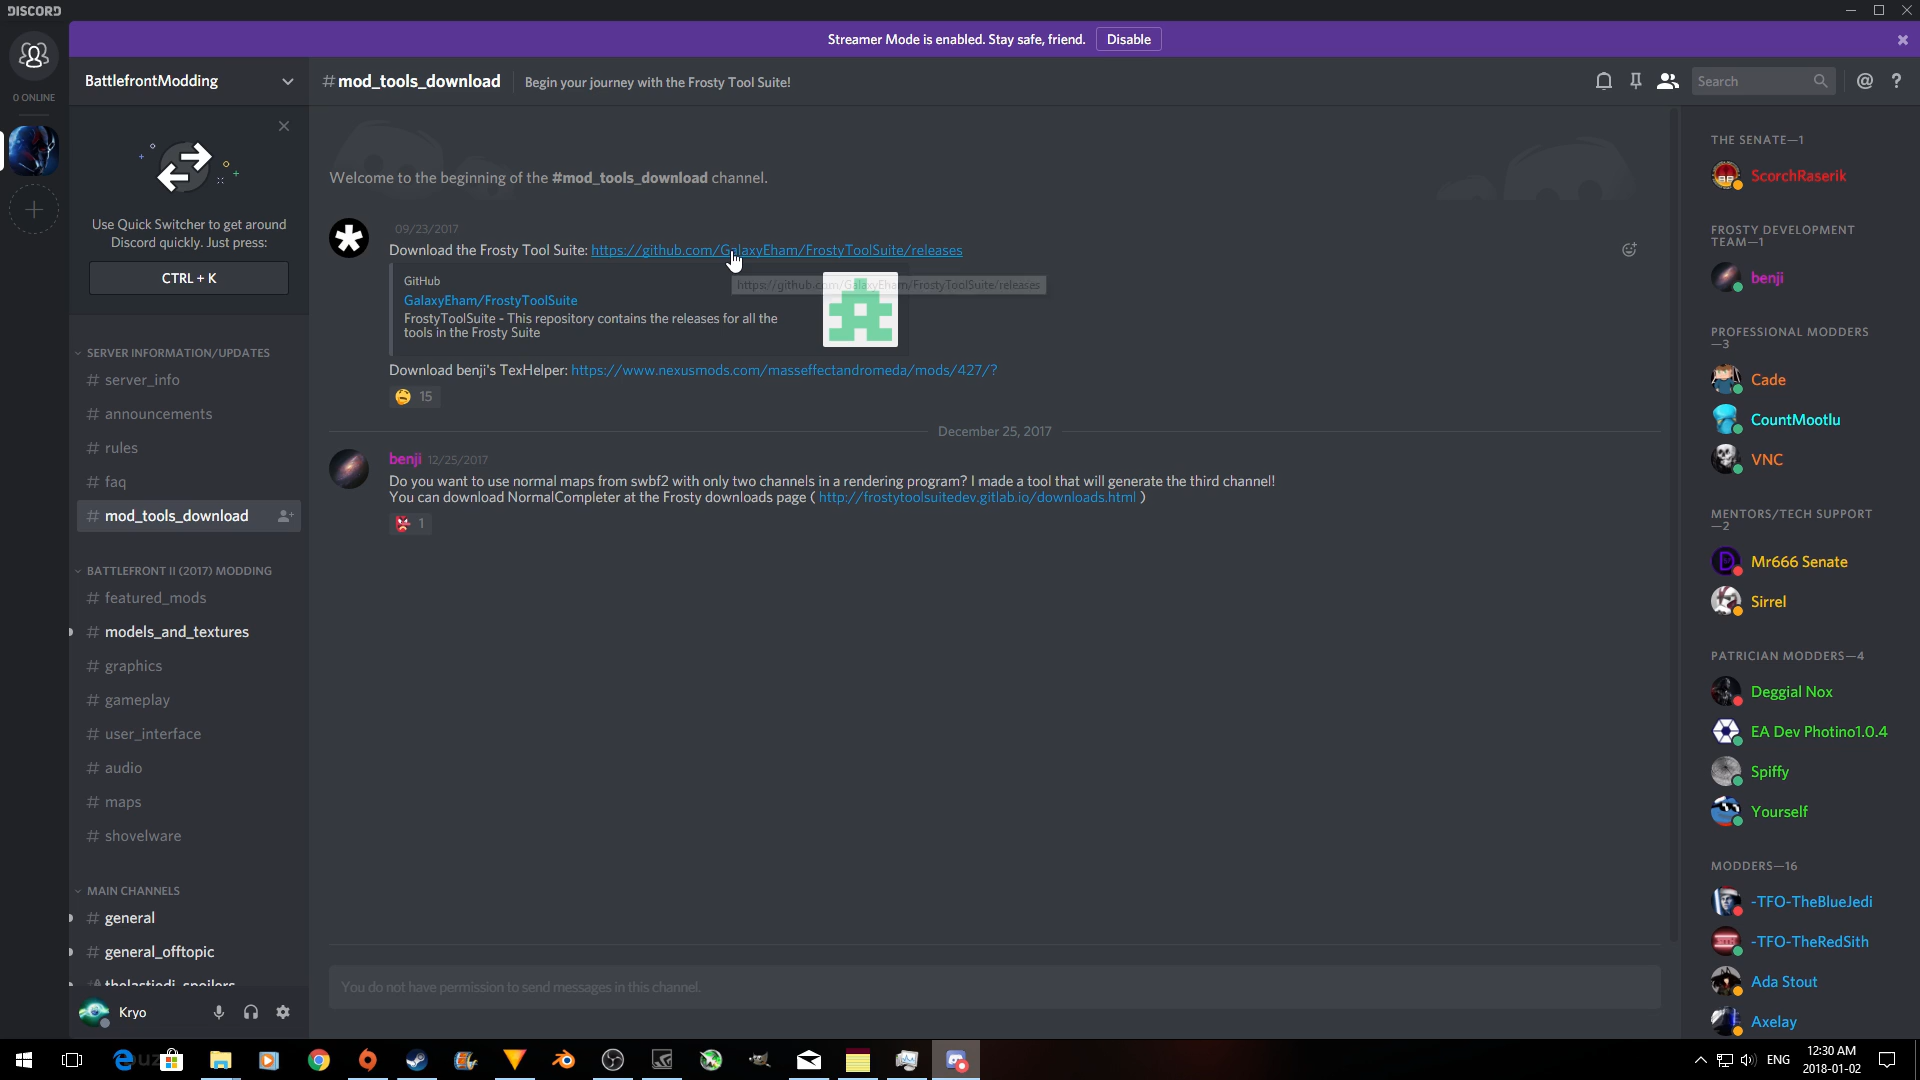 DISCORD
Streamer Mode is enabled. Stay safe, friend.
Disable
0 ONLINE
BattlefrontModding
#mod_tools_download
Begin your journey with the Frosty Tool Suite!
Search
@
?
Use Quick Switcher to get around
Discord quickly. Just press:
CTRL + K
SERVER INFORMATION/UPDATES
# server_info
# announcements
# rules
# faq
# mod_tools_download
BATTLEFRONT II (2017) MODDING
# featured_mods
# models_and_textures
# graphics
# gameplay
# user_interface
# audio
# maps
# shovelware
MAIN CHANNELS
# general
# general_offtopic
thelastjedi_spoilers
Kryo
Welcome to the beginning of the #mod_tools_download channel.
09/23/2017
Download the Frosty Tool Suite: https://github.com/GalaxyEham/FrostyToolSuite/releases
https://github.com/GalaxyEham/FrostyToolSuite/releases
GitHub
GalaxyEham/FrostyToolSuite
FrostyToolSuite - This repository contains the releases for all the
tools in the Frosty Suite
Download benji's TexHelper: https://www.nexusmods.com/masseffectandromeda/mods/427/?
15
December 25, 2017
benji 12/25/2017
Do you want to use normal maps from swbf2 with only two channels in a rendering program? I made a tool that will generate the third channel!
You can download NormalCompleter at the Frosty downloads page ( http://frostytoolsuitedev.gitlab.io/downloads.html )
1
You do not have permission to send messages in this channel.
THE SENATE—1
ScorchRaserik
FROSTY DEVELOPMENT
TEAM—1
benji
PROFESSIONAL MODDERS
—3
Cade
CountMootlu
VNC
MENTORS/TECH SUPPORT
—2
Mr666 Senate
Sirrel
PATRICIAN MODDERS—4
Deggial Nox
EA Dev Photino1.0.4
Spiffy
Yourself
MODDERS—16
-TFO-TheBlueJedi
-TFO-TheRedSith
Ada Stout
Axelay
ENG
12:30 AM
2018-01-02